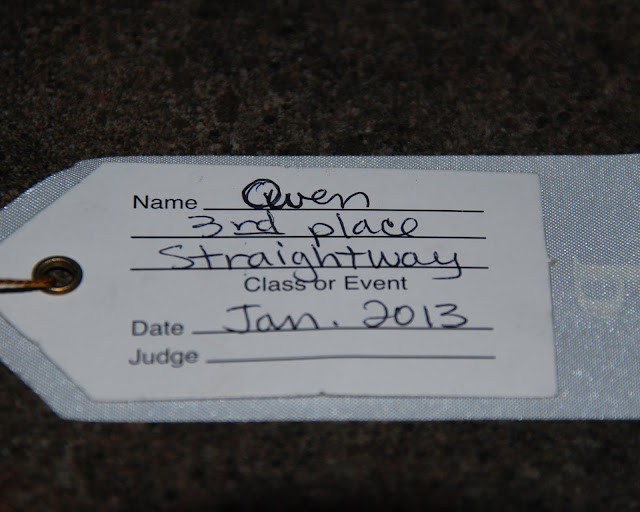 Name Owen
3rd place
Straightway
Class or Event
Date Jan. 2013
Judge